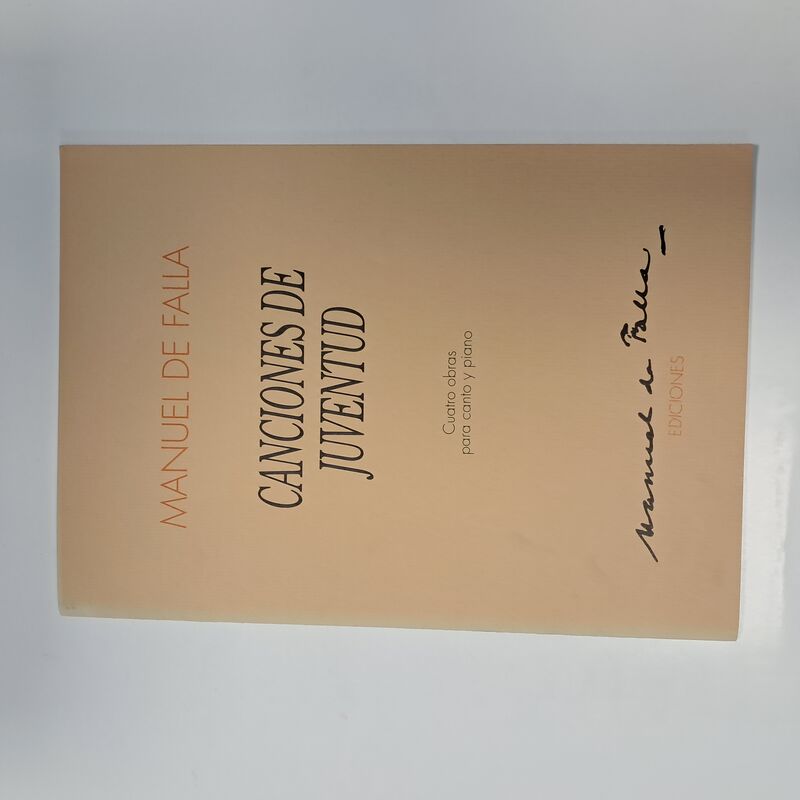 MANUEL DE FALLA
CANCIONES DE
JUVENTUD
Cuatro obras
para canto y piano
Manuel de Falla
EDICIONES